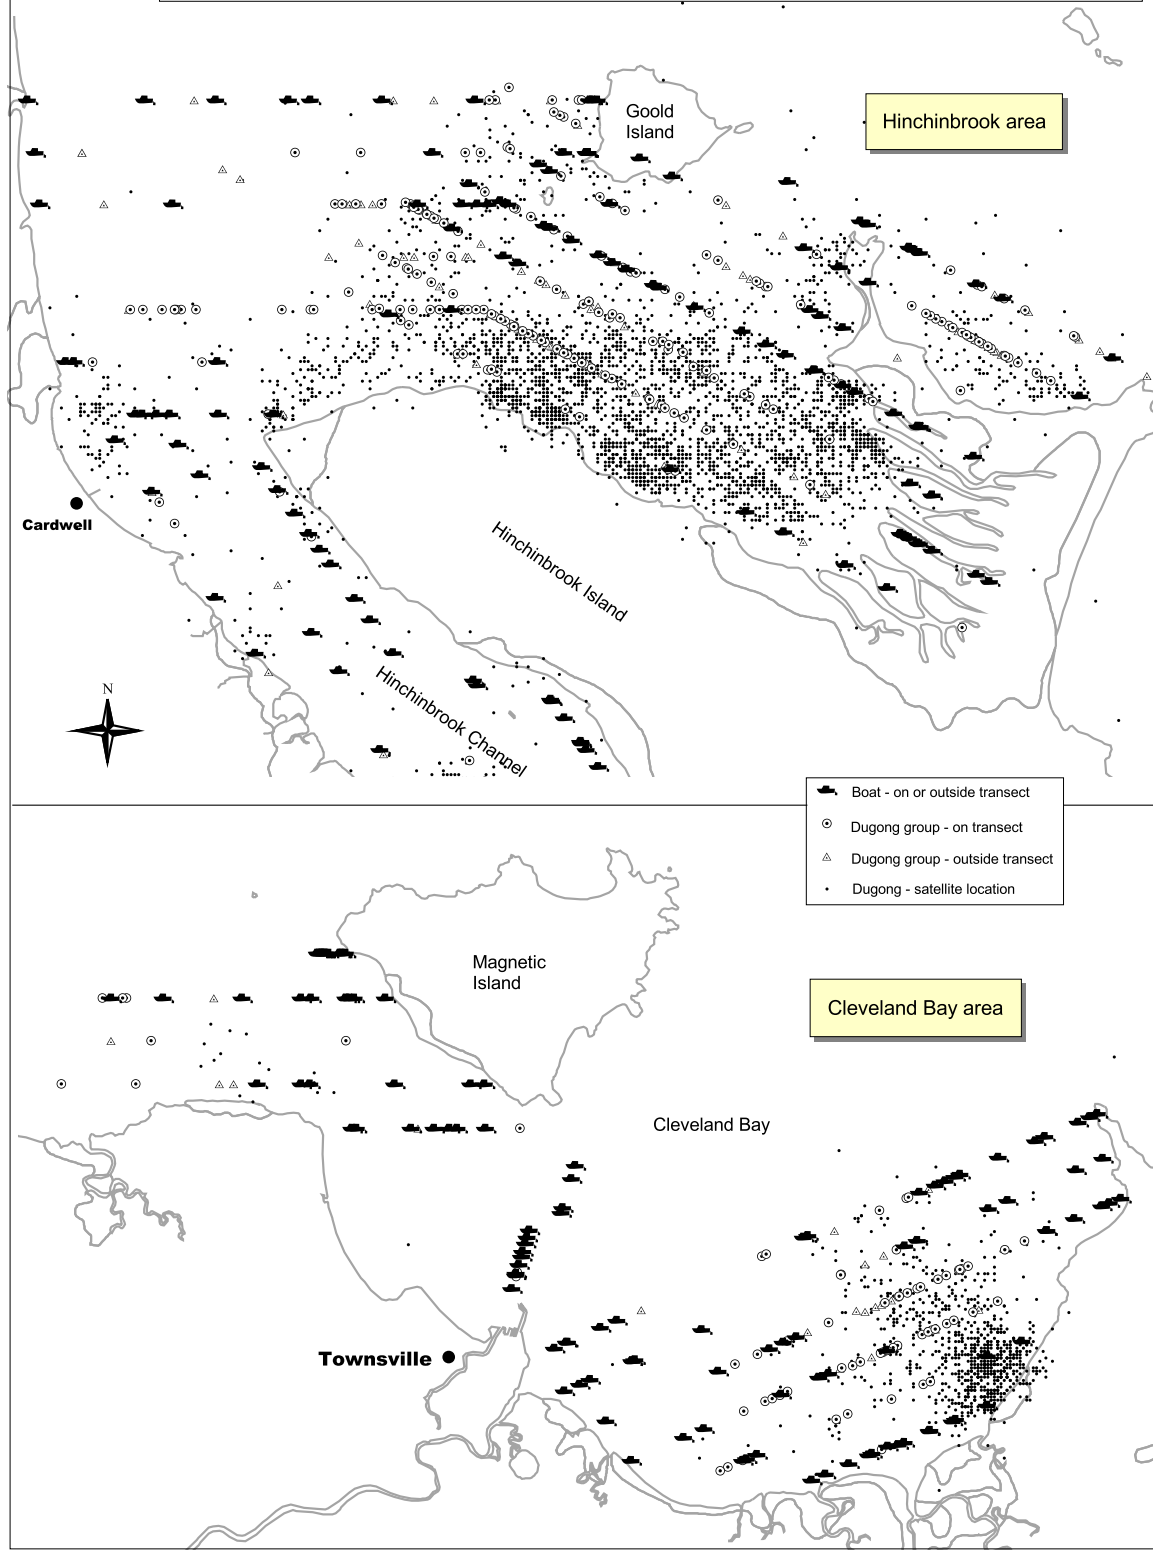 Goold
Island
Hinchinbrook area
Cardwell
Hinchinbrook Island
N
Hinchinbrook Channel
Boat - on or outside transect
Dugong group - on transect
Dugong group - outside transect
Dugong - satellite location
Magnetic
Island
Cleveland Bay area
Cleveland Bay
Townsville